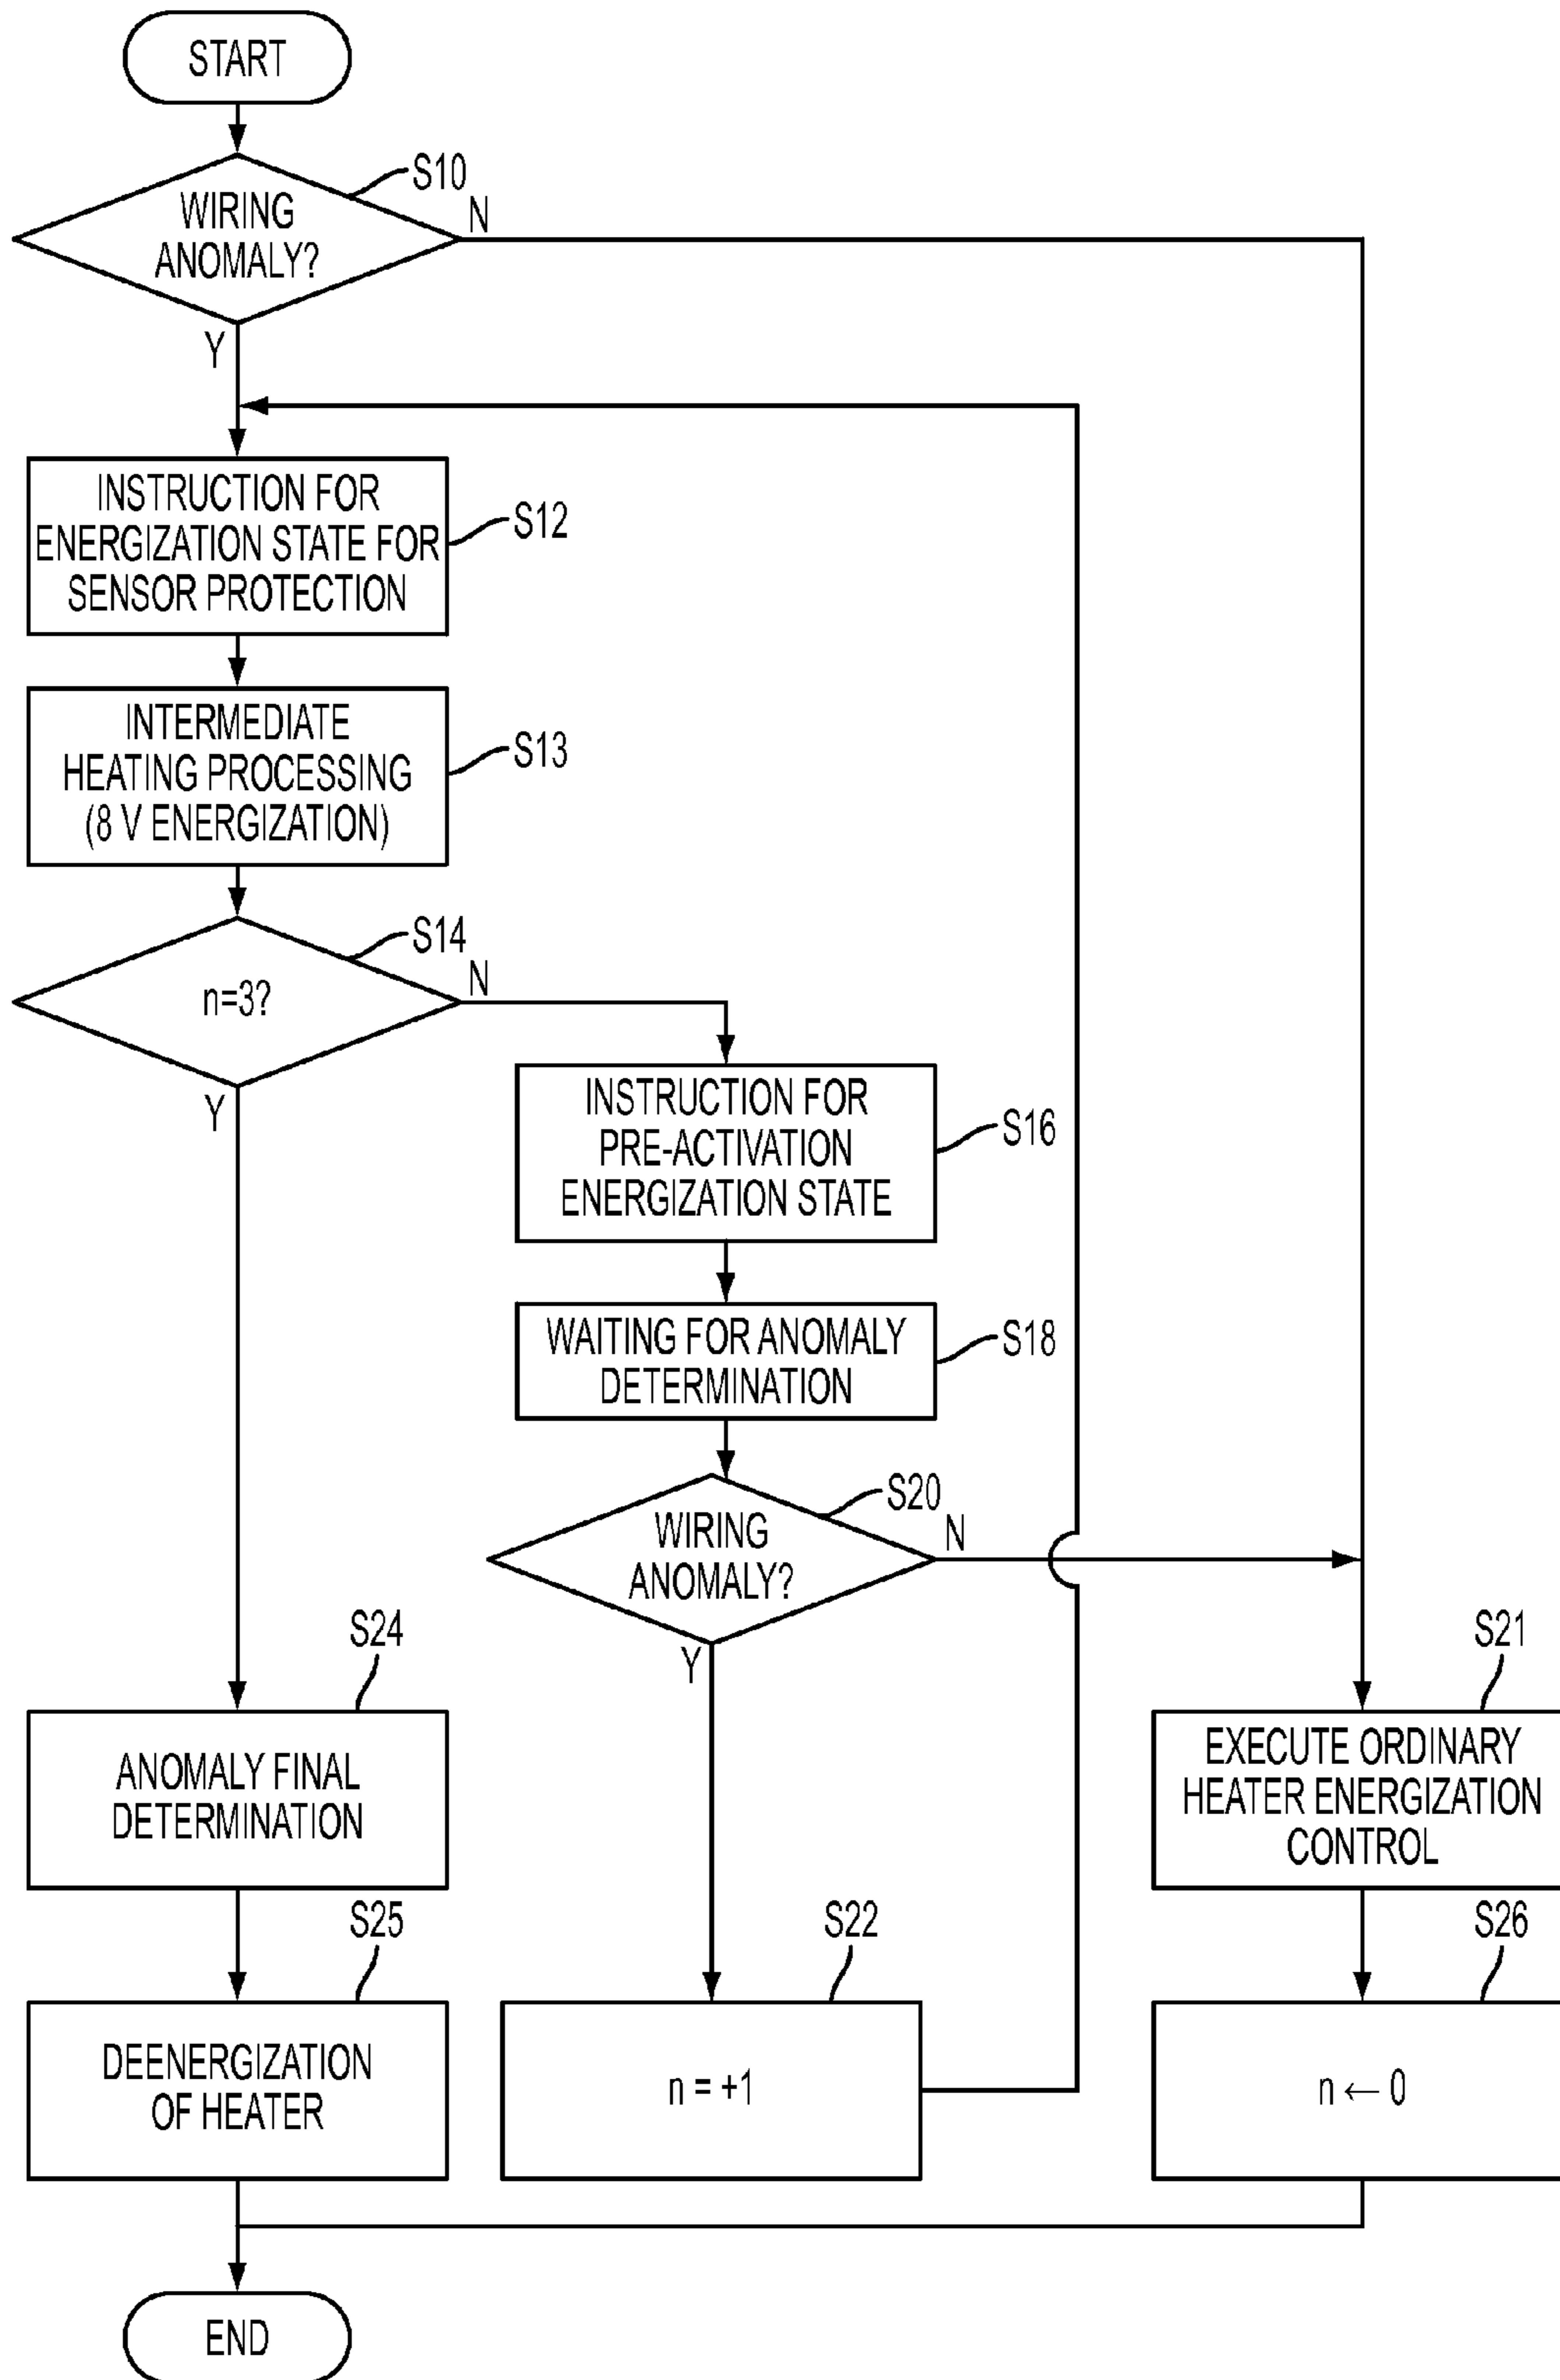 START
S10
WIRING
ANOMALY?
N
Y
INSTRUCTION FOR
ENERGIZATION STATE FOR
SENSOR PROTECTION
S12
INTERMEDIATE
HEATING PROCESSING
(8 V ENERGIZATION)
S13
S14
n=3?
N
Y
INSTRUCTION FOR
PRE-ACTIVATION
ENERGIZATION STATE
S16
WAITING FOR ANOMALY
DETERMINATION
S18
S20
WIRING
ANOMALY?
N
Y
S24
ANOMALY FINAL
DETERMINATION
S21
EXECUTE ORDINARY
HEATER ENERGIZATION
CONTROL
S25
DEENERGIZATION
OF HEATER
S22
n = +1
S26
n ← 0
END